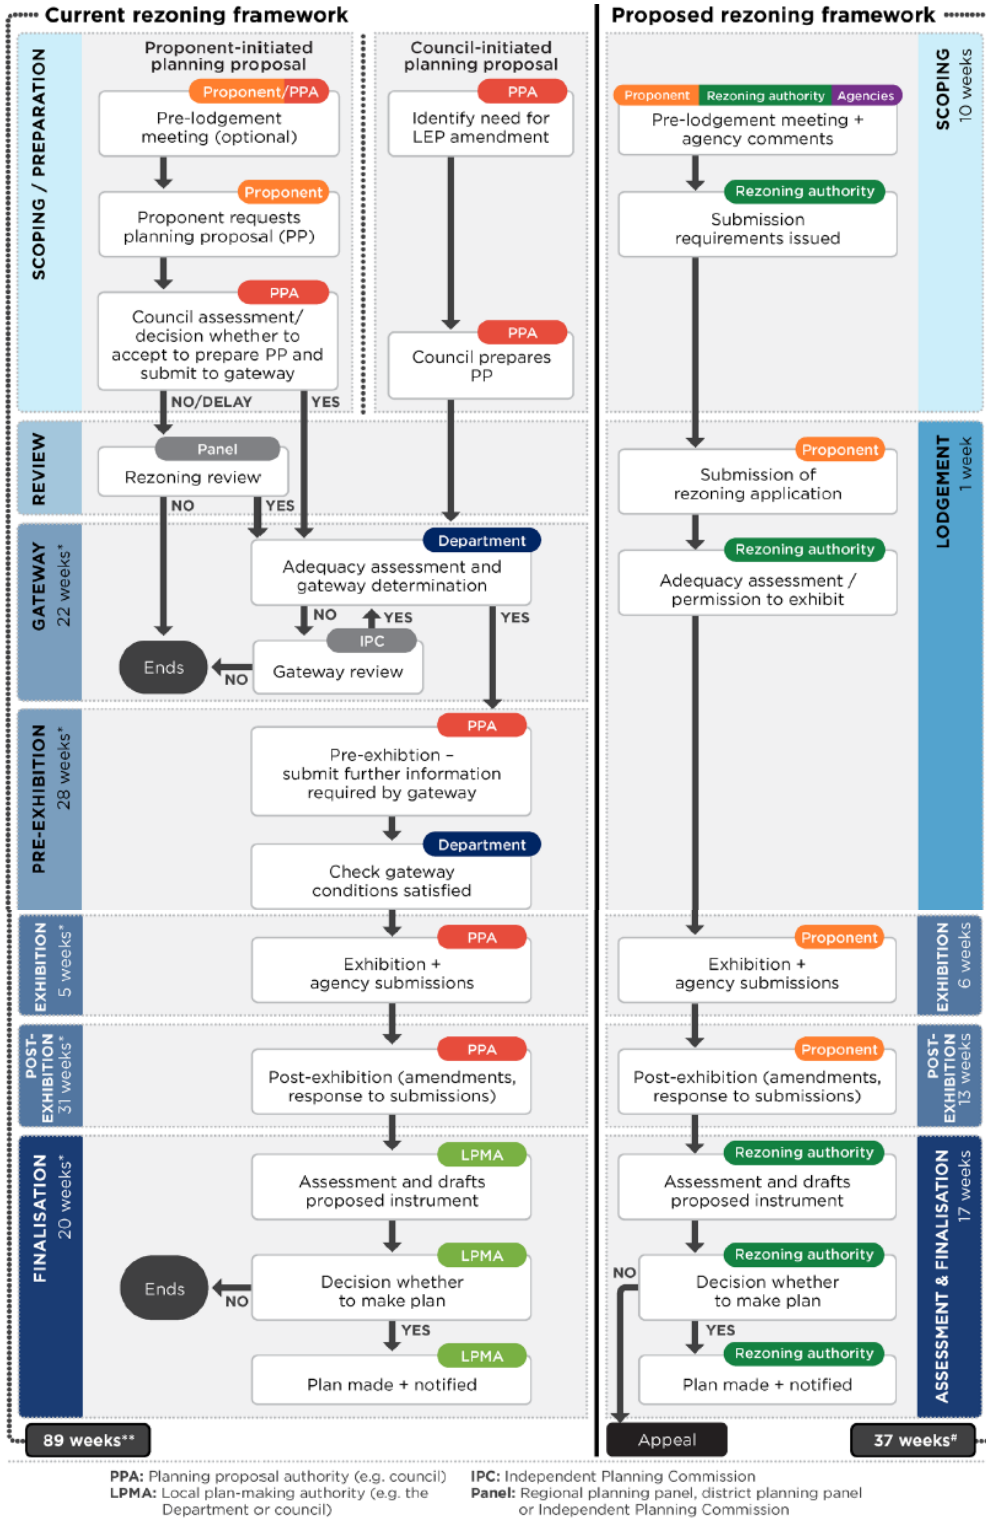 Current rezoning framework
SCOPING / PREPARATION
Proponent-initiated
planning proposal
Proponent/PPA
Pre-lodgement
meeting (optional)
Proponent
Proponent requests
planning proposal (PP)
PPA
Council assessment/
decision whether to
accept to prepare PP and
submit to gateway
NO/DELAY
YES
Council-initiated
planning proposal
PPA
Identify need for
LEP amendment
PPA
Council prepares
PP
REVIEW
Panel
Rezoning review
NO
YES
GATEWAY
22 weeks*
Department
Adequacy assessment and
gateway determination
NO
YES
YES
IPC
Gateway review
NO
Ends
PRE-EXHIBITION
28 weeks*
PPA
Pre-exhibtion –
submit further information
required by gateway
Department
Check gateway
conditions satisfied
EXHIBITION
5 weeks*
PPA
Exhibition +
agency submissions
POST-
EXHIBITION
31 weeks*
PPA
Post-exhibition (amendments,
response to submissions)
FINALISATION
20 weeks*
LPMA
Assessment and drafts
proposed instrument
LPMA
Decision whether
to make plan
NO
Ends
YES
LPMA
Plan made + notified
89 weeks**
Proposed rezoning framework
SCOPING
10 weeks
Proponent Rezoning authority Agencies
Pre-lodgement meeting +
agency comments
Rezoning authority
Submission
requirements issued
LODGEMENT
1 week
Proponent
Submission of
rezoning application
Rezoning authority
Adequacy assessment /
permission to exhibit
EXHIBITION
6 weeks
Proponent
Exhibition +
agency submissions
POST-
EXHIBITION
13 weeks
Proponent
Post-exhibition (amendments,
response to submissions)
ASSESSMENT & FINALISATION
17 weeks
Rezoning authority
Assessment and drafts
proposed instrument
Rezoning authority
Decision whether
to make plan
NO
YES
Rezoning authority
Plan made + notified
Appeal
37 weeks#
PPA: Planning proposal authority (e.g. council)
LPMA: Local plan-making authority (e.g. the
Department or council)
IPC: Independent Planning Commission
Panel: Regional planning panel, district planning panel
or Independent Planning Commission